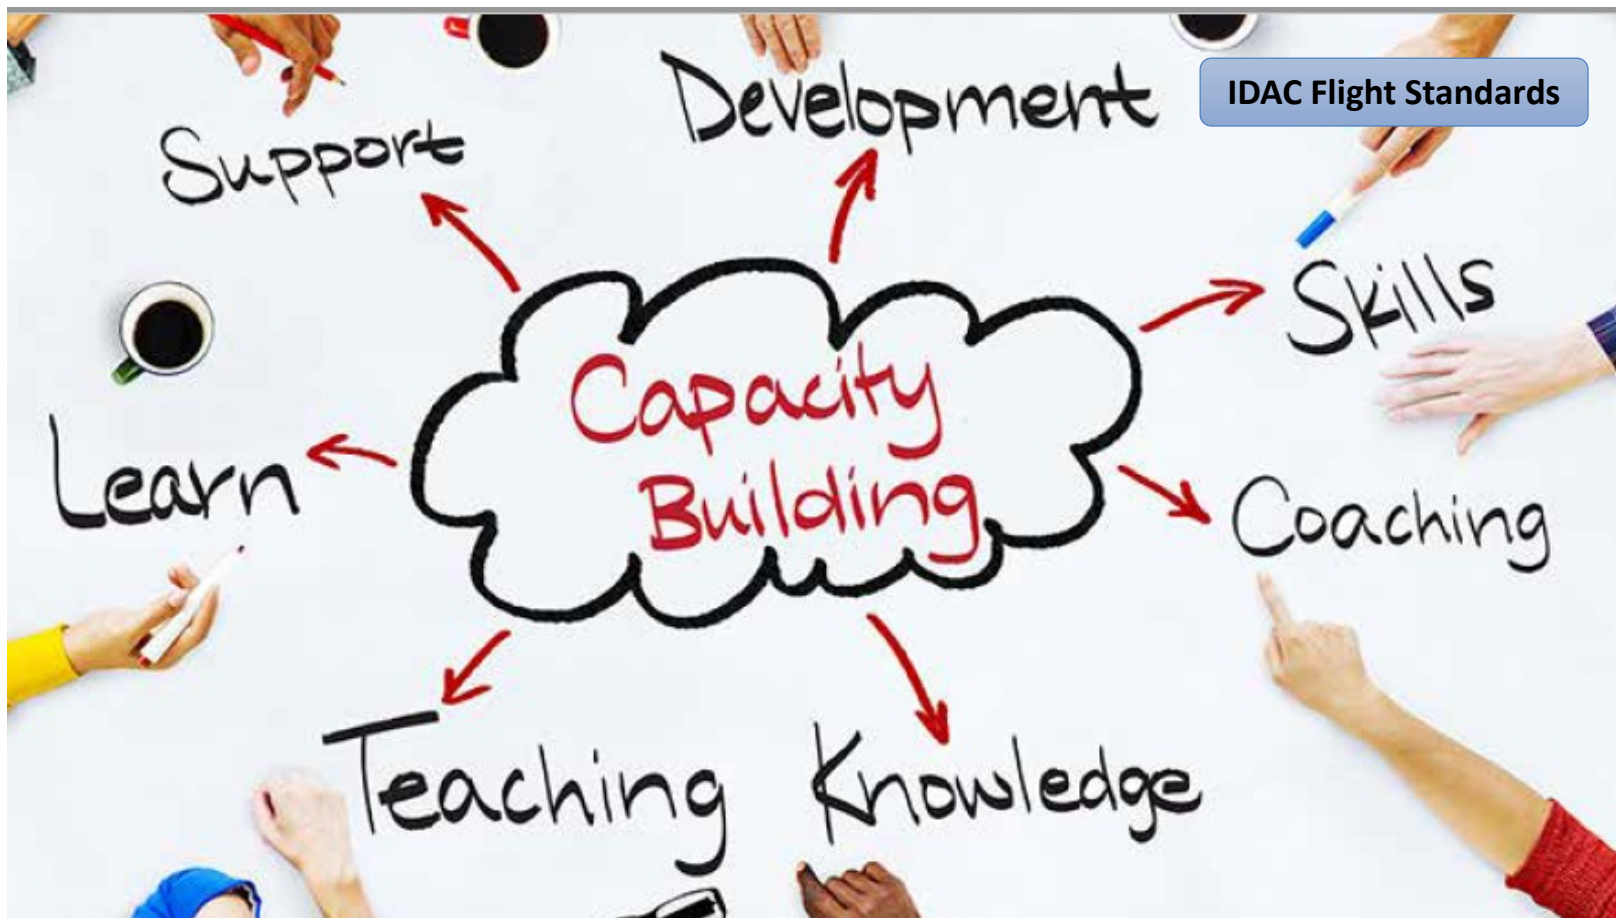 Development
IDAC Flight Standards
Support
Skills
Capacity
Building
Learn
Coaching
Teaching
Knowledge